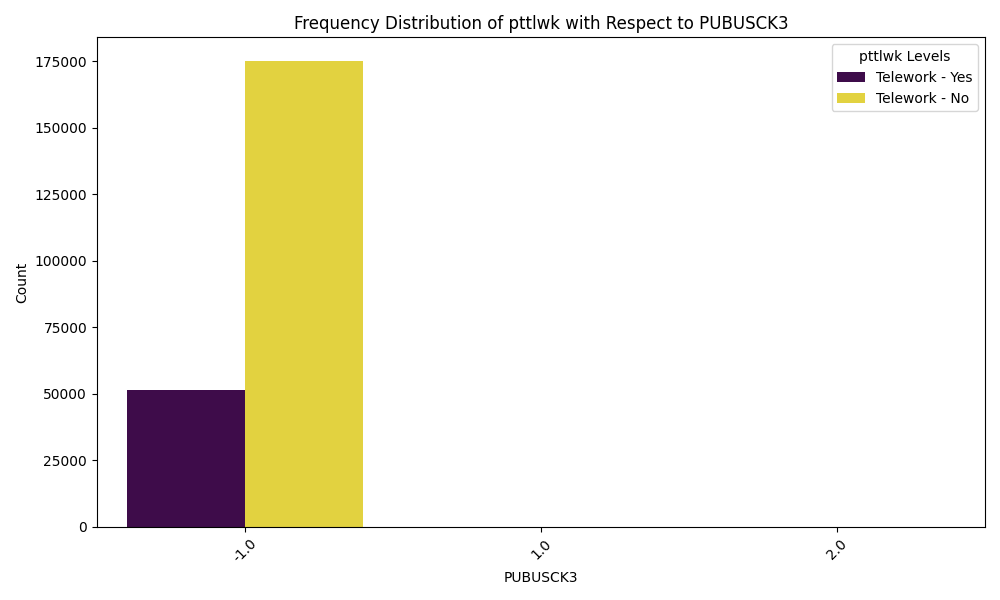 Frequency Distribution of pttlwk with Respect to PUBUSCK3
pttlwk Levels
Telework - Yes
Telework - No
175000
150000
125000
100000
75000
50000
25000
0
Count
-1.0
1.0
2.0
PUBUSCK3